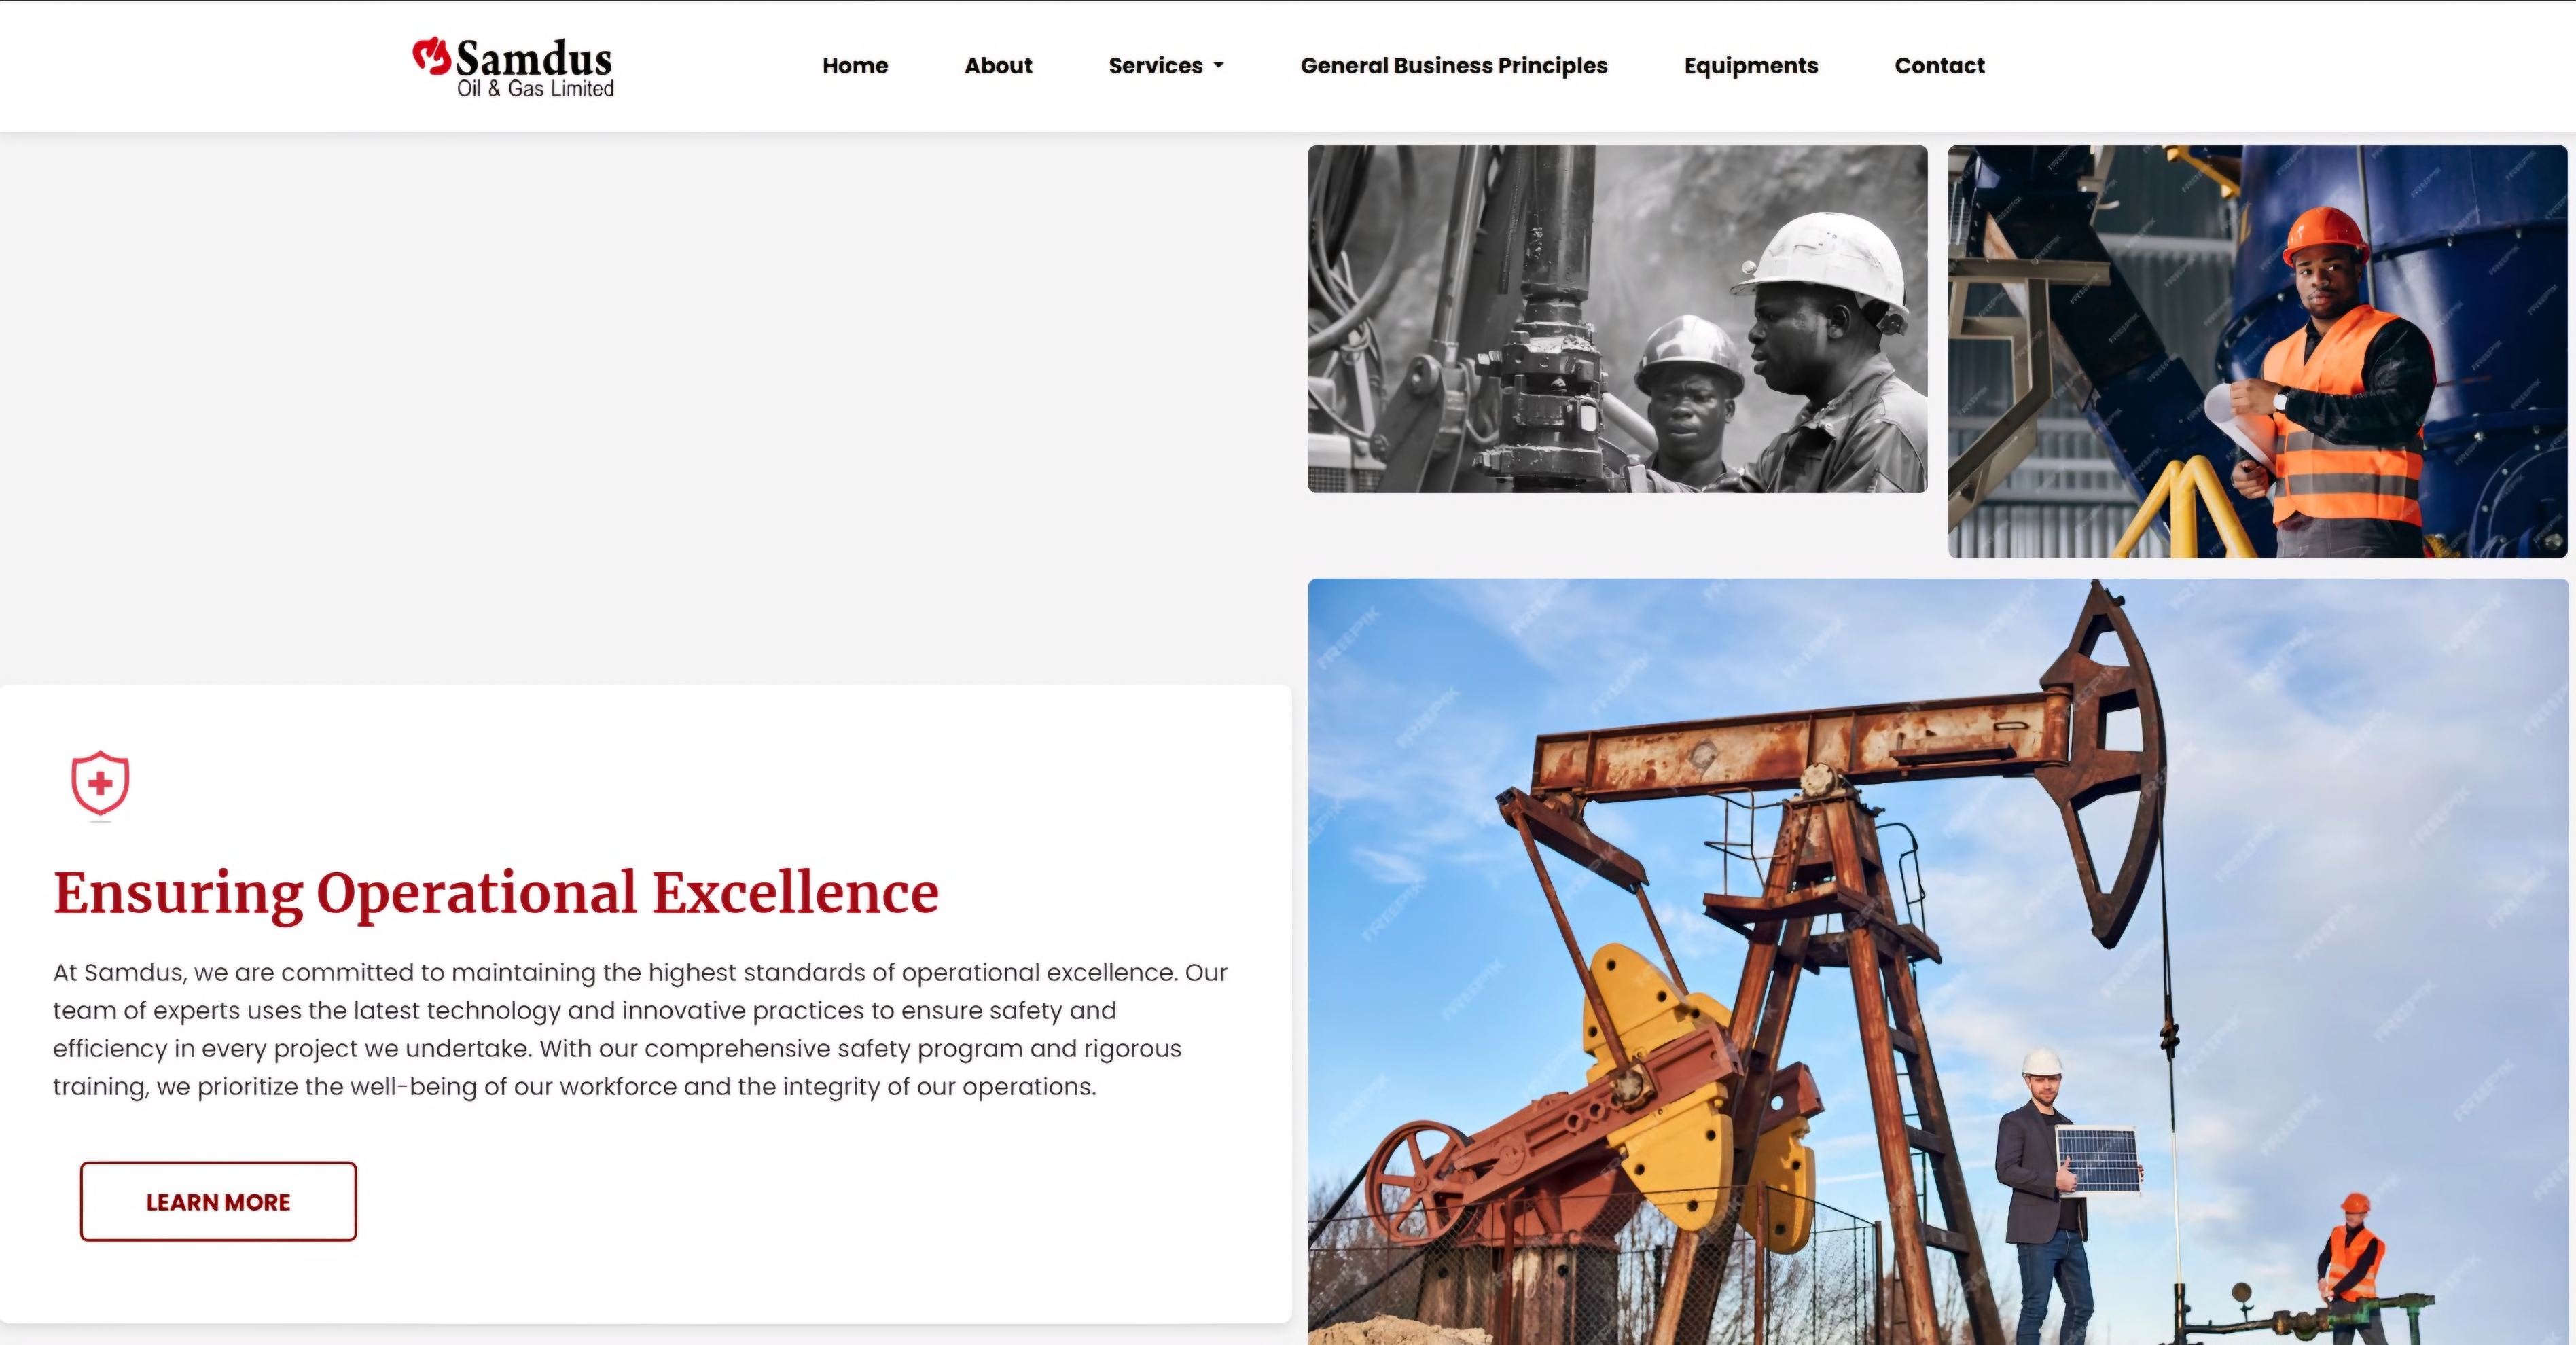 Samdus
Oil & Gas Limited
Home
About
Services
General Business Principles
Equipments
Contact
Ensuring Operational Excellence
At Samdus, we are committed to maintaining the highest standards of operational excellence. Our
team of experts uses the latest technology and innovative practices to ensure safety and
efficiency in every project we undertake. With our comprehensive safety program and rigorous
training, we prioritize the well-being of our workforce and the integrity of our operations.
LEARN MORE
FREEPIK